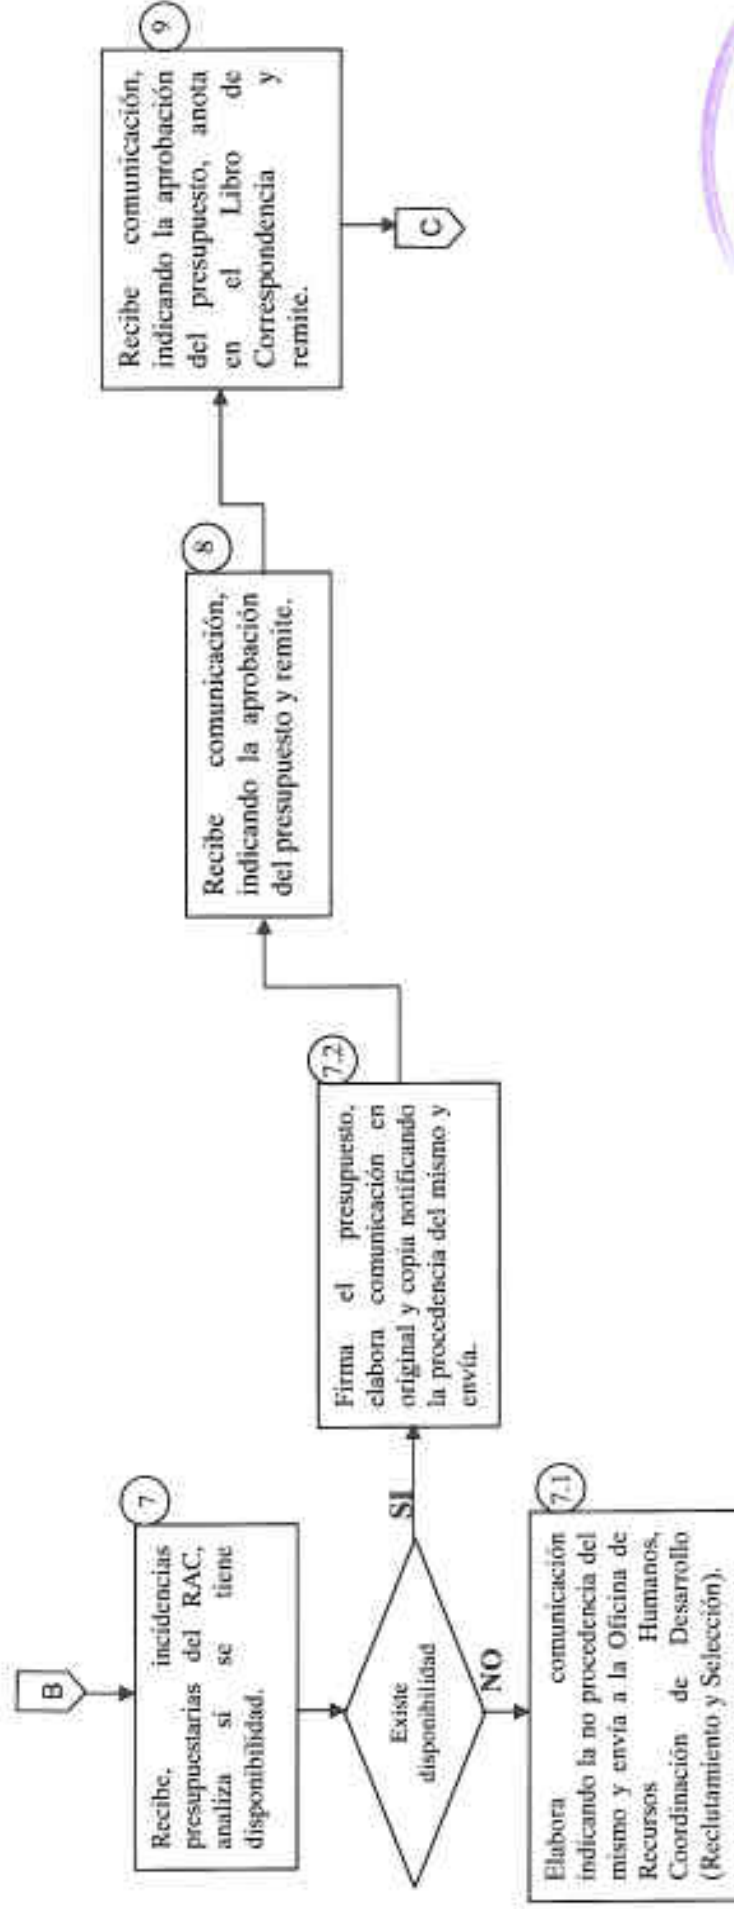 B
7
Recibe, incidencias
presupuestarias del RAC,
analiza si se tiene
disponibilidad.
Existe
disponibilidad
NO
SI
7.1
Elabora comunicación
indicando la no procedencia del
mismo y envía a la Oficina de
Recursos Humanos,
Coordinación de Desarrollo
(Reclutamiento y Selección).
7.2
Firma el presupuesto,
elabora comunicación en
original y copia notificando
la procedencia del mismo y
envía.
8
Recibe comunicación,
indicando la aprobación
del presupuesto y remite.
9
Recibe comunicación,
indicando la aprobación
del presupuesto, anota
en el Libro de
Correspondencia y
remite.
C